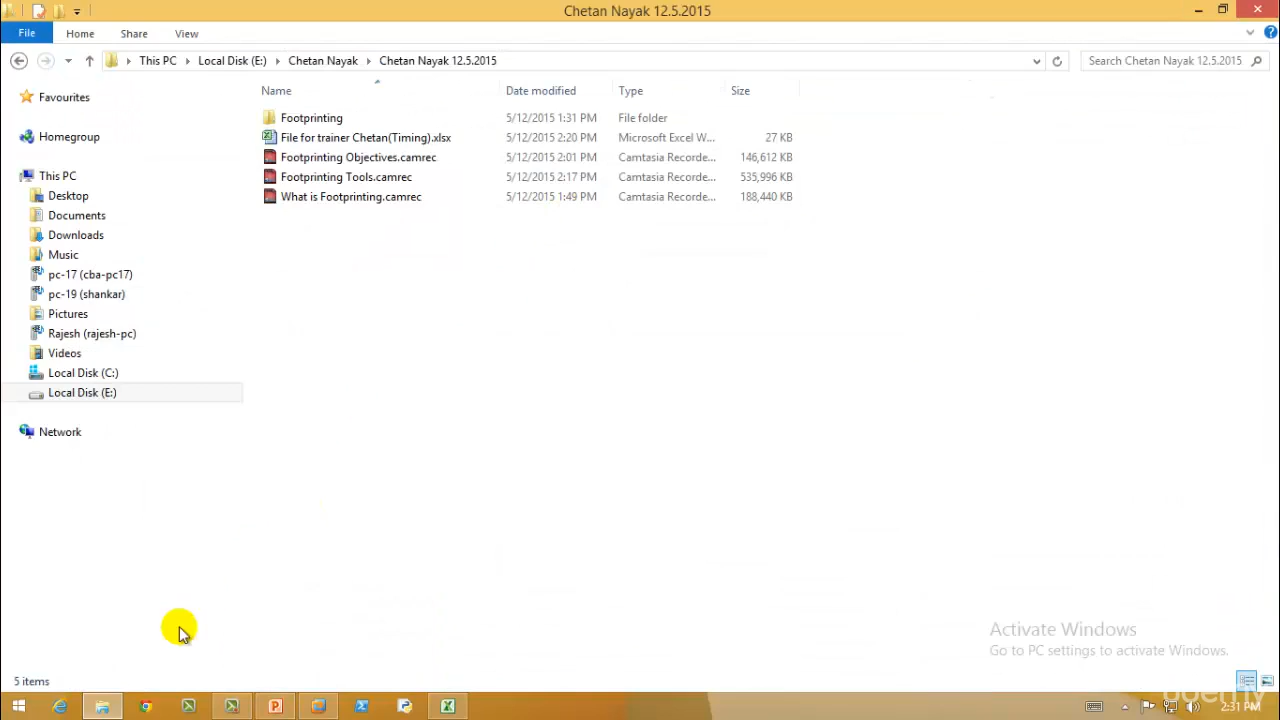 Chetan Nayak 12.5.2015
File Home Share View
This PC Local Disk (E:) Chetan Nayak Chetan Nayak 12.5.2015 Search Chetan Nayak 12.5.2015
Name Date modified Type Size
Favourites
Homegroup
This PC
Desktop
Documents
Downloads
Music
pc-17 (cba-pc17)
pc-19 (shankar)
Pictures
Rajesh (rajesh-pc)
Videos
Local Disk (C:)
Local Disk (E:)
Network
Footprinting 5/12/2015 1:31 PM File folder
File for trainer Chetan(Timing).xlsx 5/12/2015 2:20 PM Microsoft Excel W... 27 KB
Footprinting Objectives.camrec 5/12/2015 2:01 PM Camtasia Recorde... 146,612 KB
Footprinting Tools.camrec 5/12/2015 2:17 PM Camtasia Recorde... 535,996 KB
What is Footprinting.camrec 5/12/2015 1:49 PM Camtasia Recorde... 188,440 KB
Activate Windows
Go to PC settings to activate Windows.
5 items
udemy
2:31 PM